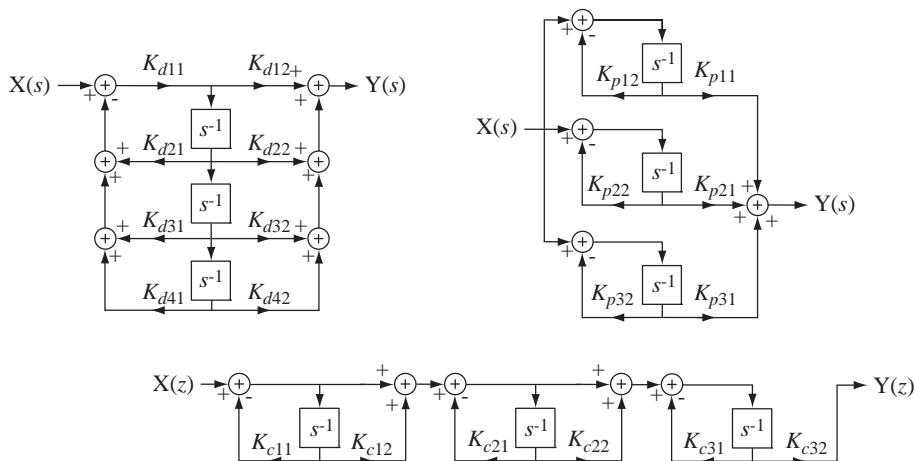 X(s) + - K_{d11} K_{d12} + + Y(s)
s^{-1}
+ + K_{d21} K_{d22} + +
s^{-1}
+ + K_{d31} K_{d32} + +
s^{-1}
K_{d41} K_{d42}
X(s)
+ - s^{-1}
K_{p12} K_{p11}
+ - s^{-1}
K_{p22} K_{p21}
+ + + Y(s)
+ - s^{-1}
K_{p32} K_{p31}
X(z) + - + + + - + + + - Y(z)
s^{-1} s^{-1} s^{-1}
K_{c11} K_{c12} K_{c21} K_{c22} K_{c31} K_{c32}